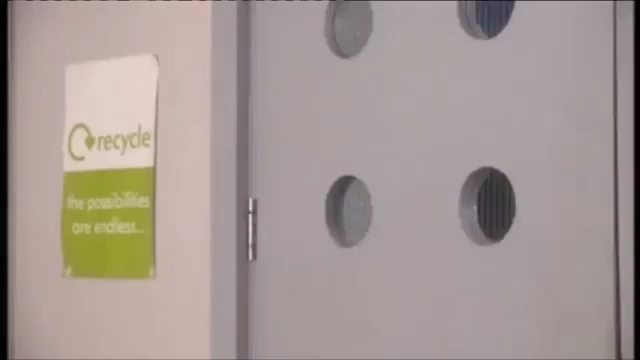 recycle
the possibilities
are endless...